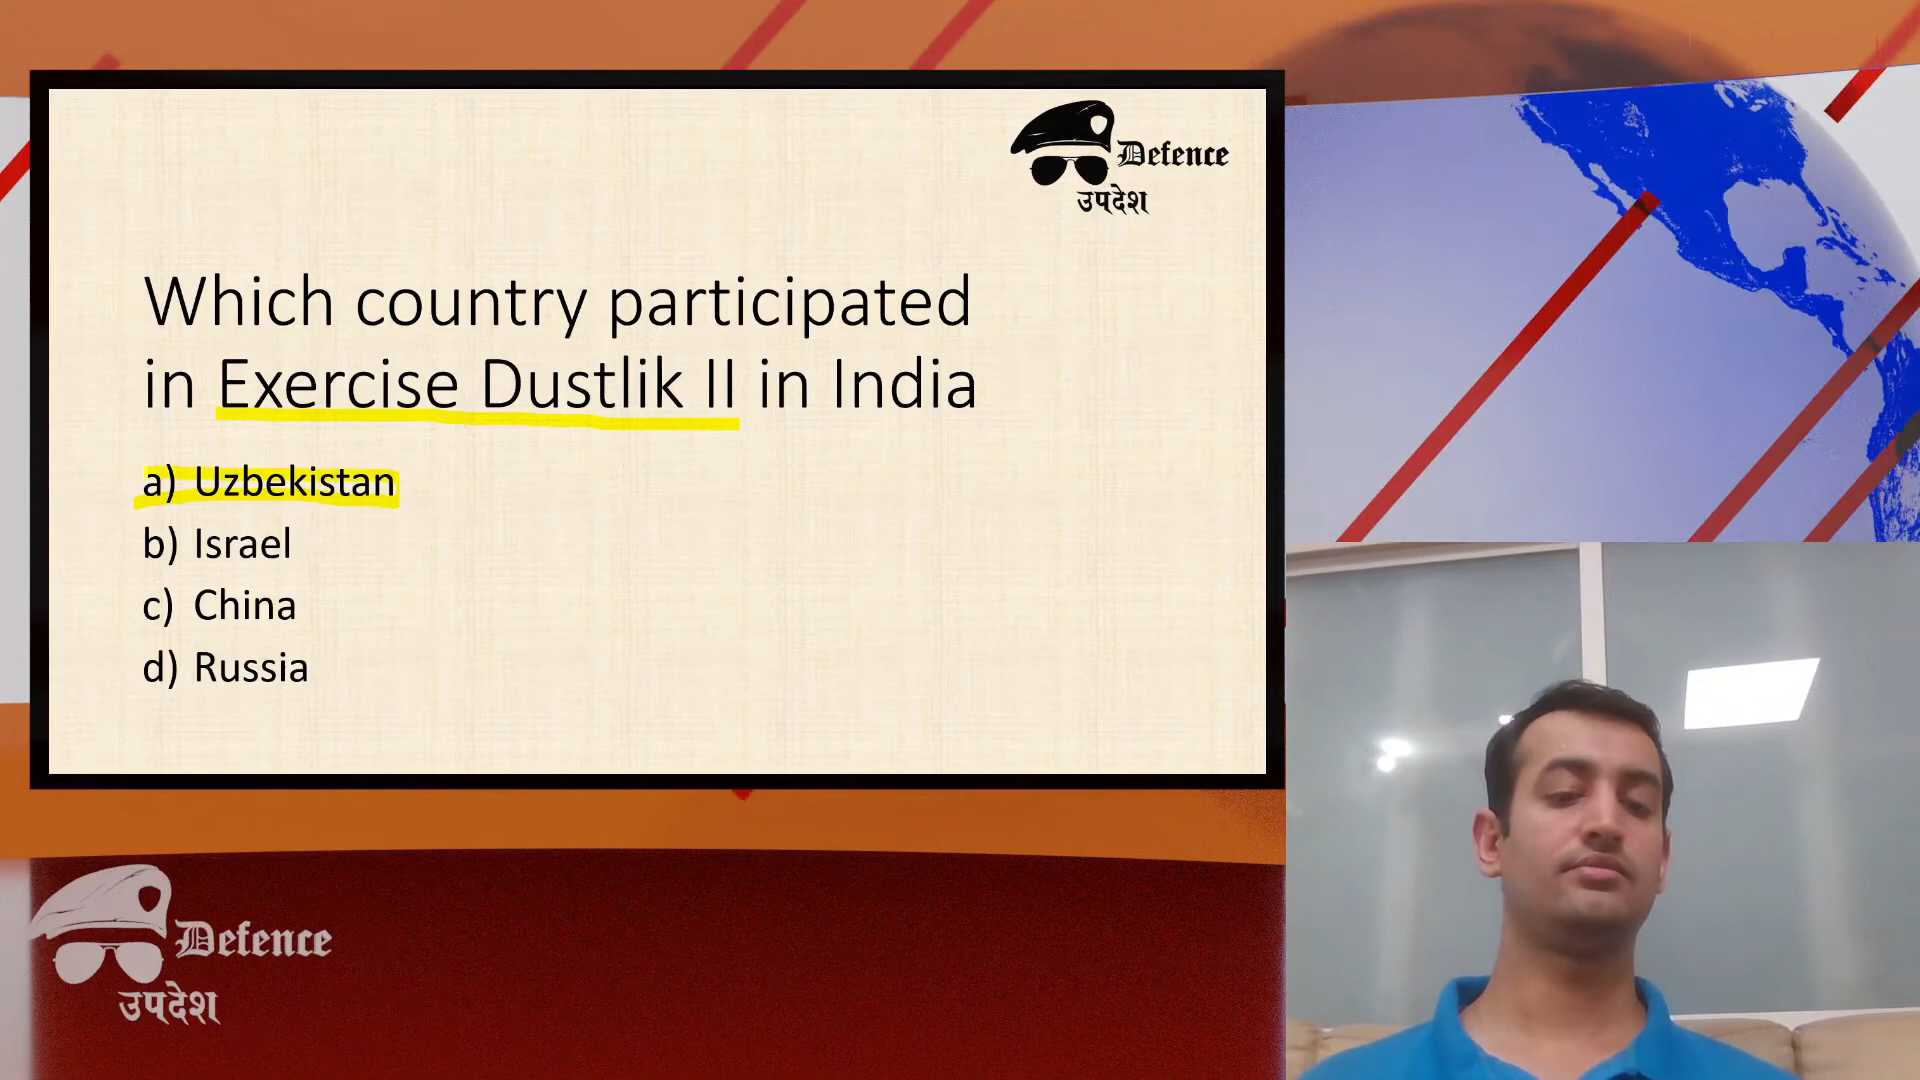 Defence
उपदेश
Which country participated
in Exercise Dustlik II in India
a) Uzbekistan
b) Israel
c) China
d) Russia
Defence
उपदेश